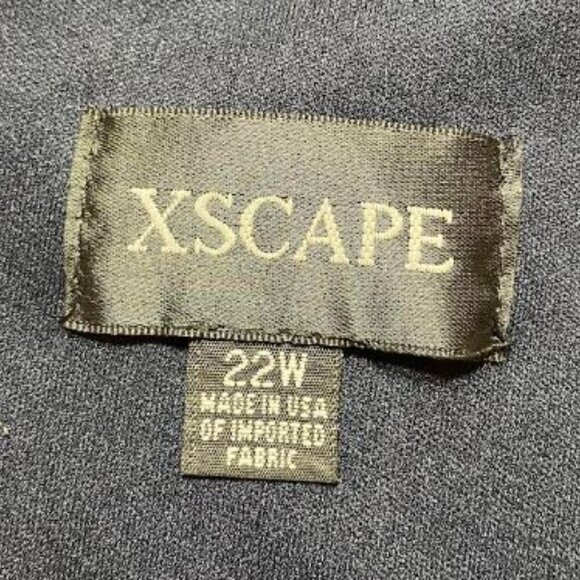 XSCAPE
22W
MADE IN USA
OF IMPORTED
FABRIC